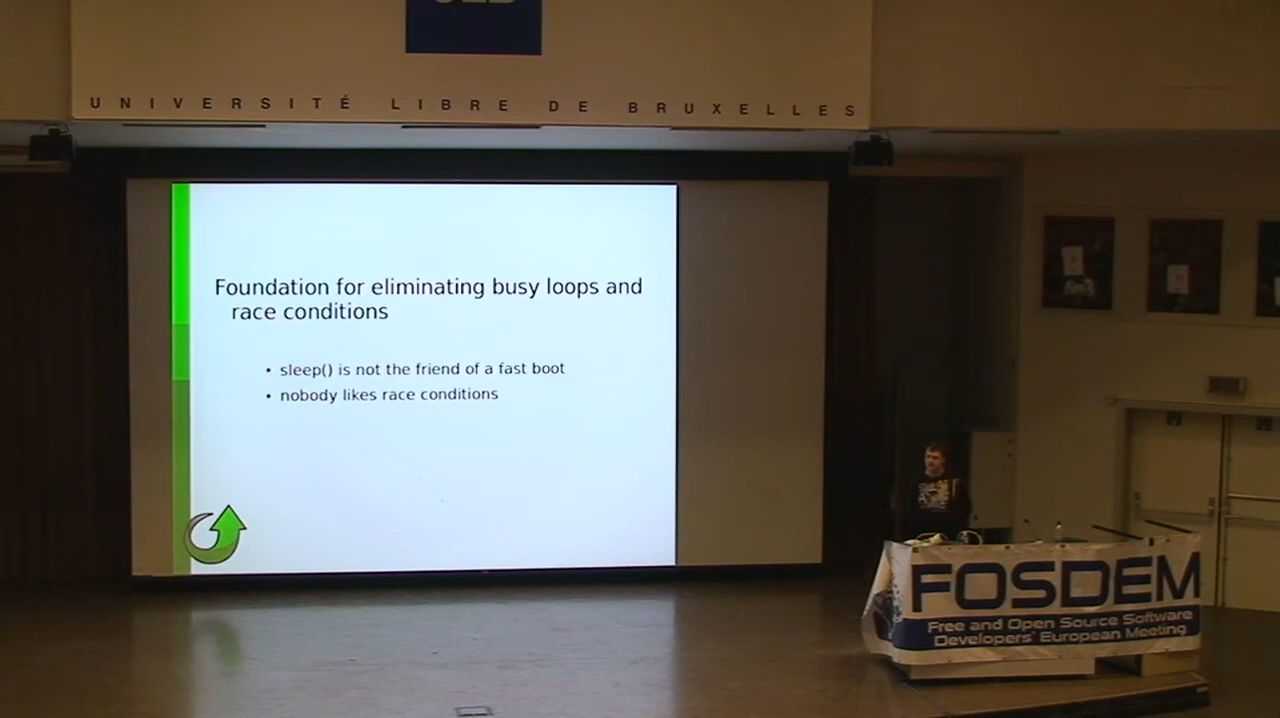 UNIVERSITÉ LIBRE DE BRUXELLES
Foundation for eliminating busy loops and
race conditions
• sleep() is not the friend of a fast boot
• nobody likes race conditions
FOSDEM
Free and Open Source Software
Developers' European Meeting